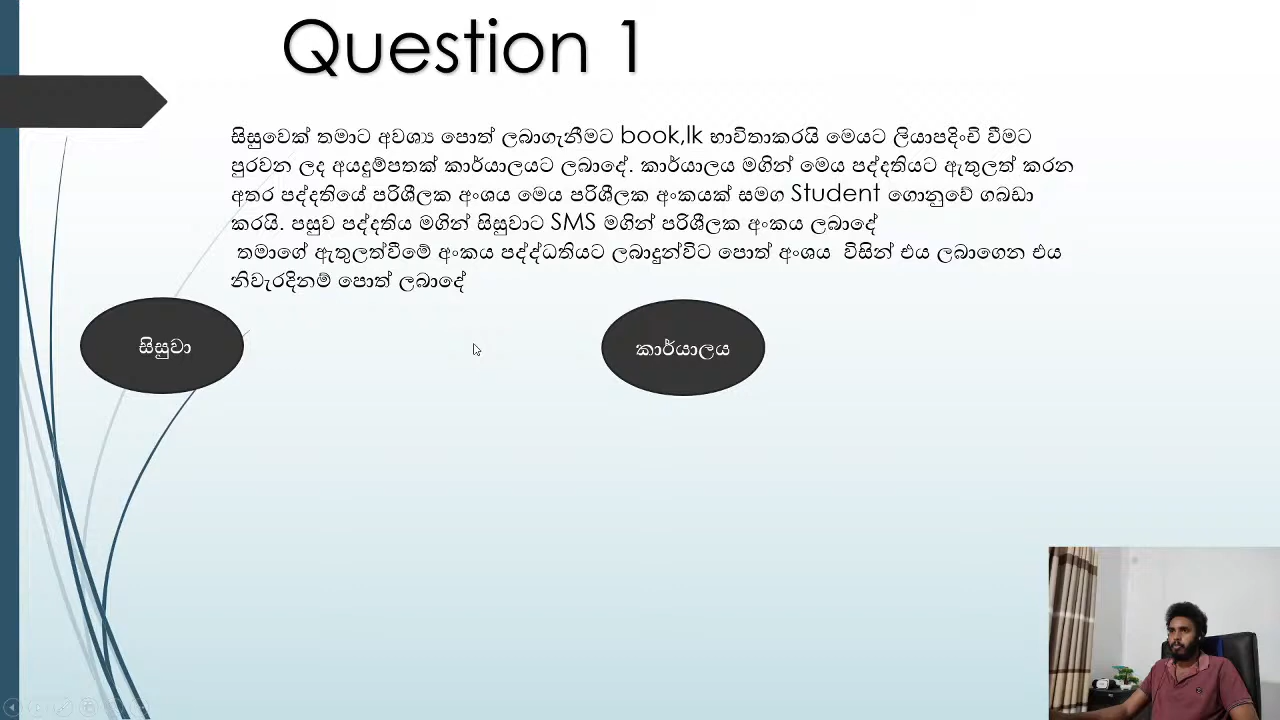 Question 1
සිසුවෙක් තමාට අවශ්‍ය පොත් ලබාගැනීමට book,lk භාවිතාකරයි මෙයට ලියාපදිංචි වීමට
පුරවන ලද අයදුම්පතක් කාර්යාලයට ලබාදේ. කාර්යාලය මගින් මෙය පද්දතියට ඇතුලත් කරන
අතර පද්දතියේ පරිශීලක අංශය මෙය පරිශීලක අංකයක් සමග Student ගොනුවේ ගබඩා
කරයි. පසුව පද්දතිය මගින් සිසුවාට SMS මගින් පරිශීලක අංකය ලබාදේ
තමාගේ ඇතුලත්වීමේ අංකය පද්ද්ධතියට ලබාදුන්විට පොත් අංශය විසින් එය ලබාගෙන එය
නිවැරදිනම් පොත් ලබාදේ
සිසුවා
කාර්යාලය